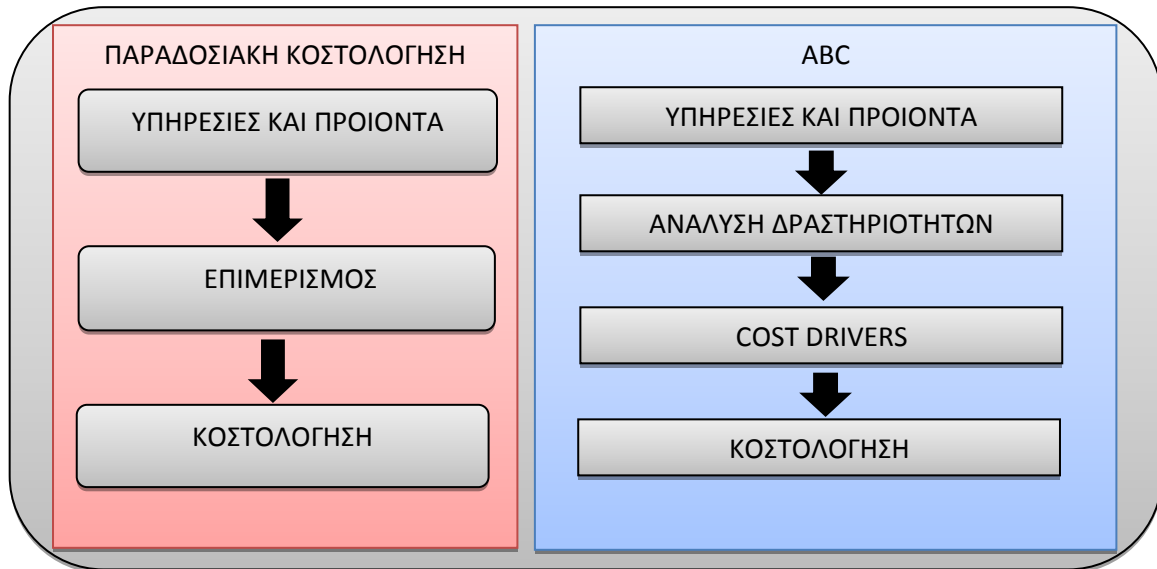 ΠΑΡΑΔΟΣΙΑΚΗ ΚΟΣΤΟΛΟΓΗΣΗ
ΥΠΗΡΕΣΙΕΣ ΚΑΙ ΠΡΟΙΟΝΤΑ
ΕΠΙΜΕΡΙΣΜΟΣ
ΚΟΣΤΟΛΟΓΗΣΗ
ABC
ΥΠΗΡΕΣΙΕΣ ΚΑΙ ΠΡΟΙΟΝΤΑ
ΑΝΑΛΥΣΗ ΔΡΑΣΤΗΡΙΟΤΗΤΩΝ
COST DRIVERS
ΚΟΣΤΟΛΟΓΗΣΗ